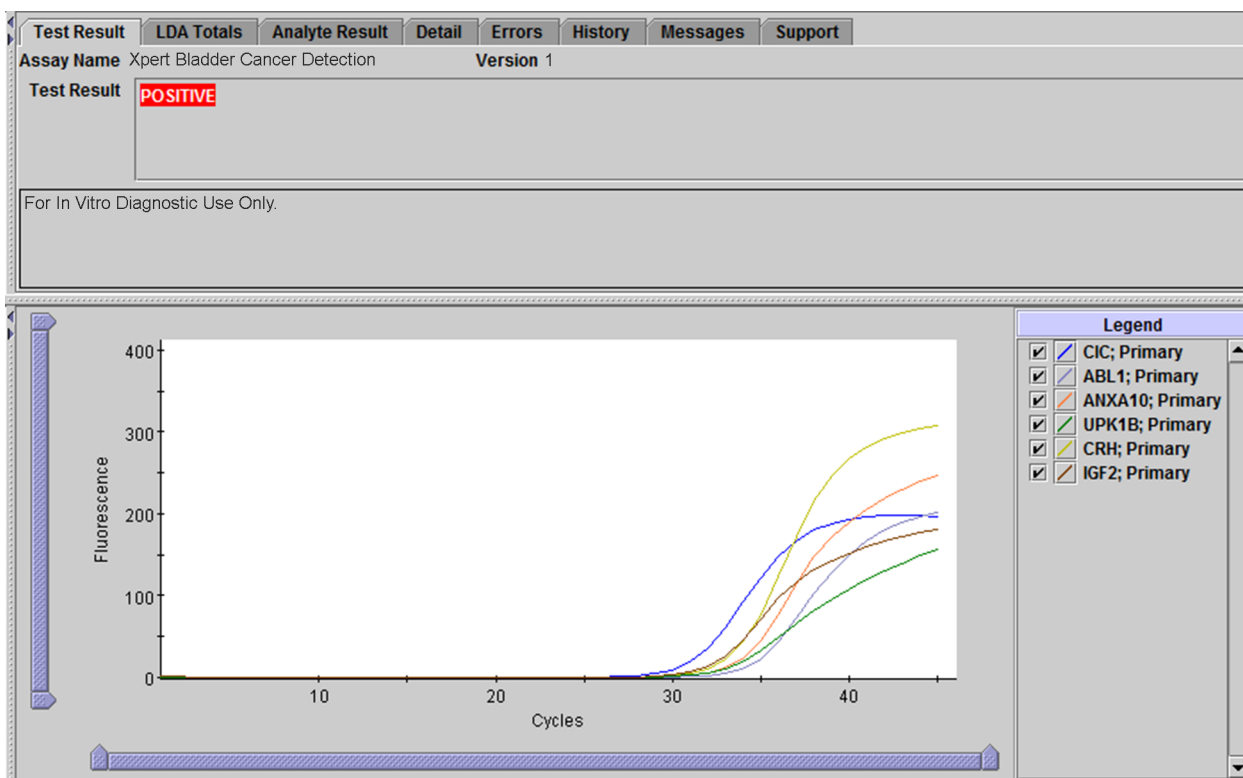 Test Result LDA Totals Analyte Result Detail Errors History Messages Support
Assay Name Xpert Bladder Cancer Detection Version 1
Test Result POSITIVE
For In Vitro Diagnostic Use Only.
Legend
CIC; Primary
ABL1; Primary
ANXA10; Primary
UPK1B; Primary
CRH; Primary
IGF2; Primary
400
300
200
100
0
Fluorescence
10 20 30 40
Cycles